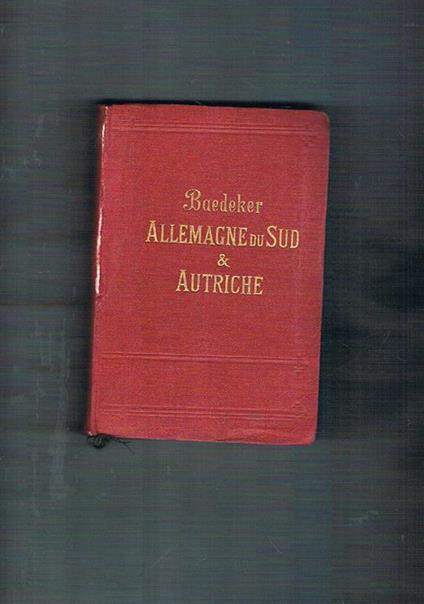 Baedeker
ALLEMAGNE DU SUD
&
AUTRICHE